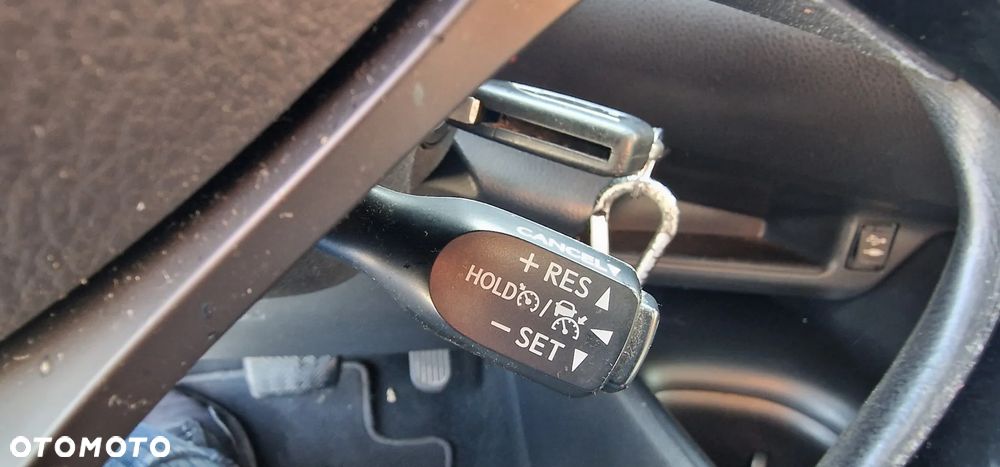 CANCEL
+ RES
HOLD /
− SET
OTOMOTO